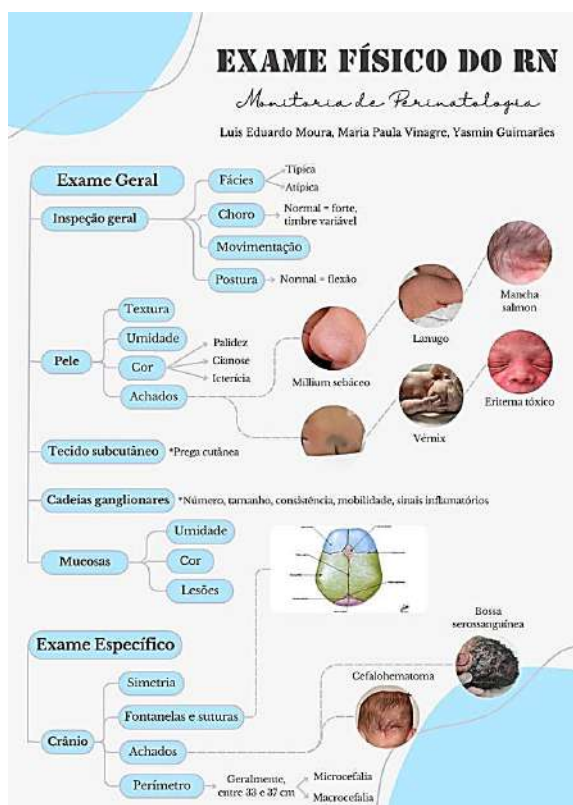 EXAME FÍSICO DO RN
Monitoria de Perinatologia
Luis Eduardo Moura, Maria Paula Vinagre, Yasmin Guimarães
Exame Geral
Inspeção geral
Fácies
Típica
Atípica
Choro
Normal = forte,
timbre variável
Movimentação
Postura
Normal = flexão
Pele
Textura
Umidade
Cor
Palidez
Cianose
Icterícia
Achados
Millium sebáceo
Lanugo
Mancha
salmon
Vérnix
Eritema tóxico
Tecido subcutâneo
*Prega cutânea
Cadeias ganglionares
*Número, tamanho, consistência, mobilidade, sinais inflamatórios
Mucosas
Umidade
Cor
Lesões
Exame Específico
Crânio
Simetria
Fontanelas e suturas
Achados
Cefalohematoma
Bossa
serossanguínea
Perímetro
Geralmente,
entre 33 e 37 cm
Microcefalia
Macrocefalia